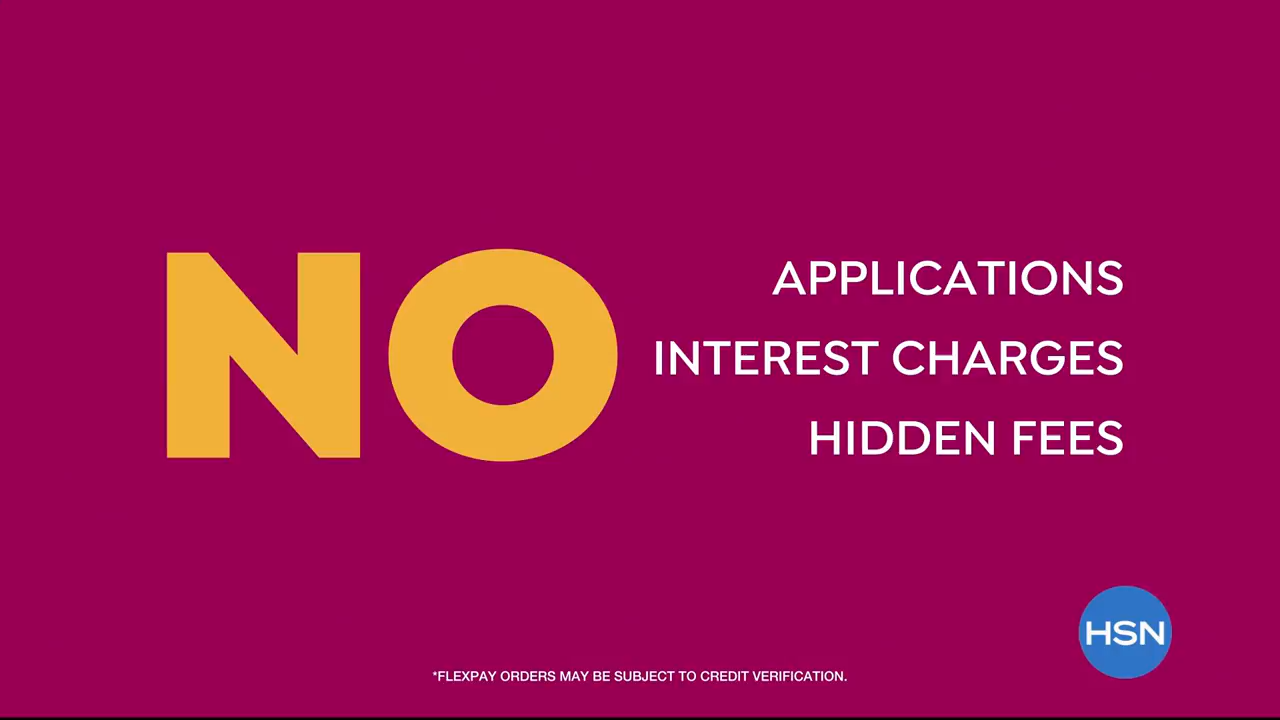 NO
APPLICATIONS
INTEREST CHARGES
HIDDEN FEES
HSN
*FLEXPAY ORDERS MAY BE SUBJECT TO CREDIT VERIFICATION.